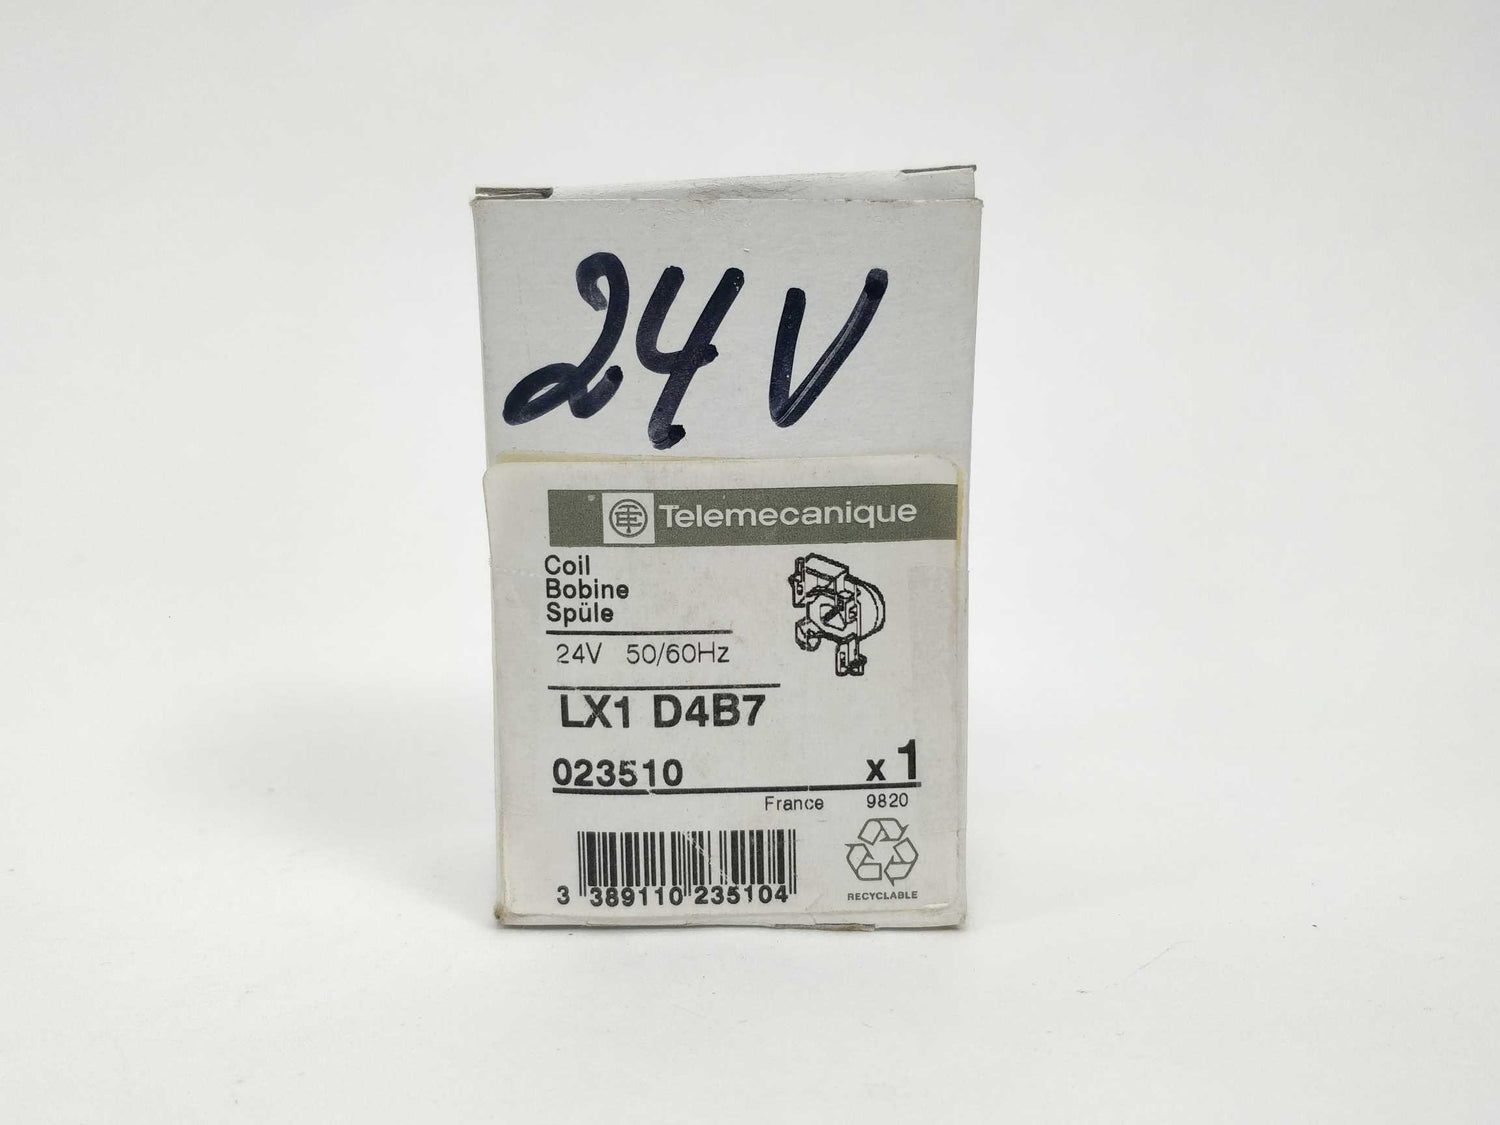 24V
Telemecanique
Coil
Bobine
Spüle
24V 50/60Hz
LX1 D4B7
023510 x 1
France 9820
3 389110 235104
RECYCLABLE